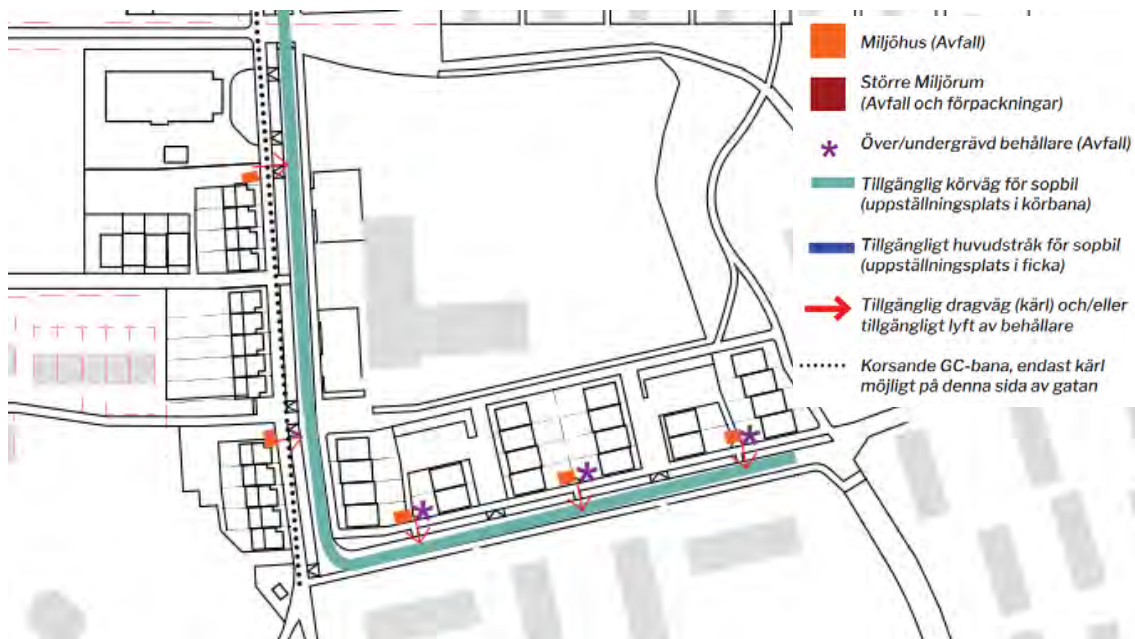 Miljöhus (Avfall)
Större Miljörum
(Avfall och förpackningar)
Över/undergrävd behållare (Avfall)
Tillgänglig körväg för sopbil
(uppställningsplats i körbana)
Tillgängligt huvudstråk för sopbil
(uppställningsplats i ficka)
Tillgänglig dragväg (kärl) och/eller
tillgängligt lyft av behållare
Korsande GC-bana, endast kärl
möjligt på denna sida av gatan